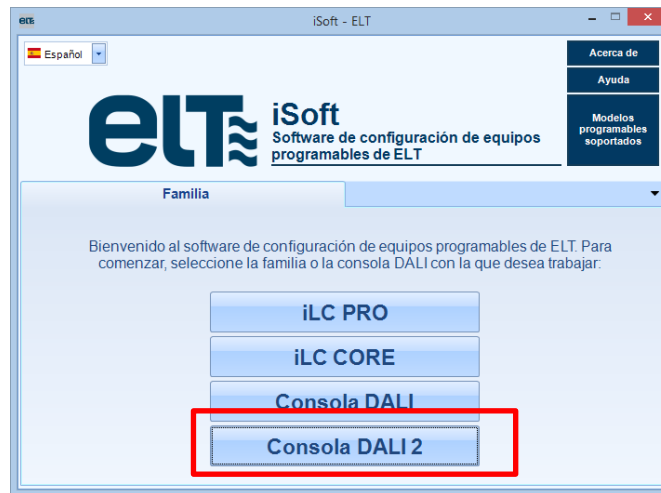 elt
iSoft - ELT
Español
Acerca de
Ayuda
Modelos
programables
soportados
eLT
iSoft
Software de configuración de equipos
programables de ELT
Familia
Bienvenido al software de configuración de equipos programables de ELT. Para
comenzar, seleccione la familia o la consola DALI con la que desea trabajar:
iLC PRO
iLC CORE
Consola DALI
Consola DALI 2